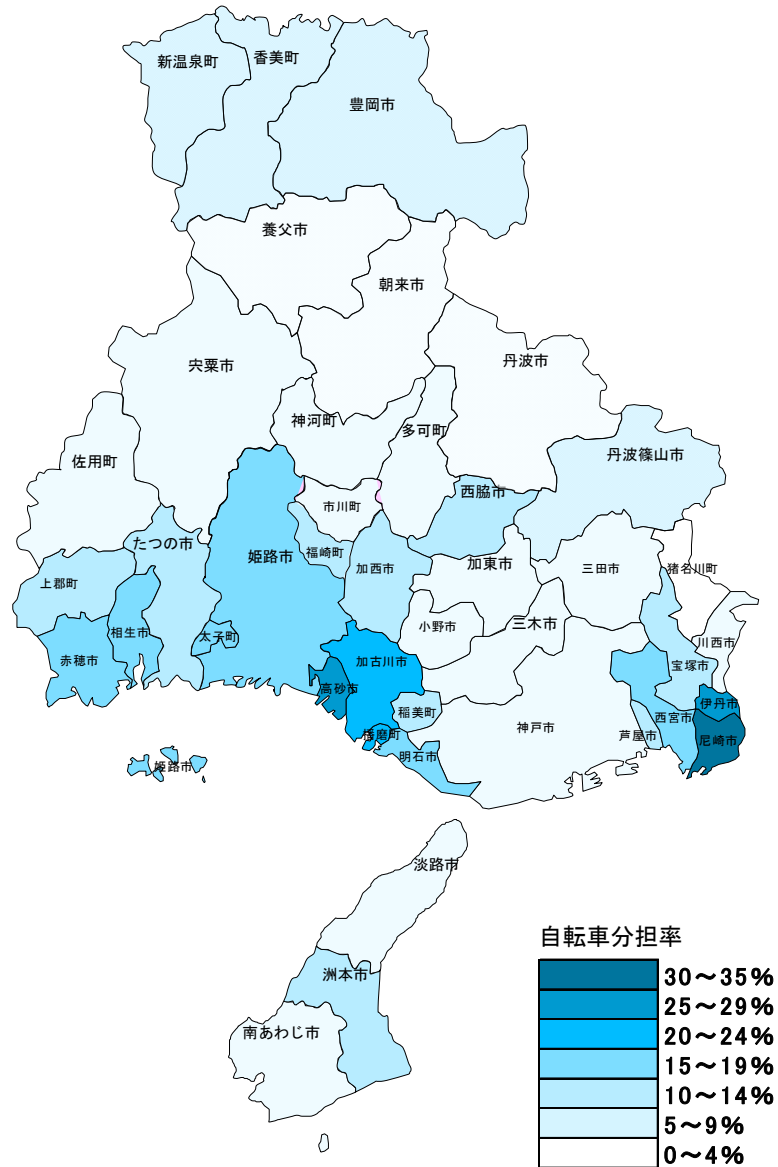 新温泉町
香美町
豊岡市
養父市
朝来市
宍粟市
丹波市
神河町
多可町
佐用町
丹波篠山市
西脇市
市川町
たつの市
姫路市
福崎町
加西市
加東市
三田市
猪名川町
上郡町
相生市
太子町
小野市
三木市
川西市
赤穂市
加古川市
宝塚市
高砂市
稲美町
伊丹市
西宮市
神戸市
播磨町
芦屋市
尼崎市
明石市
姫路市
淡路市
洲本市
南あわじ市
自転車分担率
30～35%
25～29%
20～24%
15～19%
10～14%
5～9%
0～4%